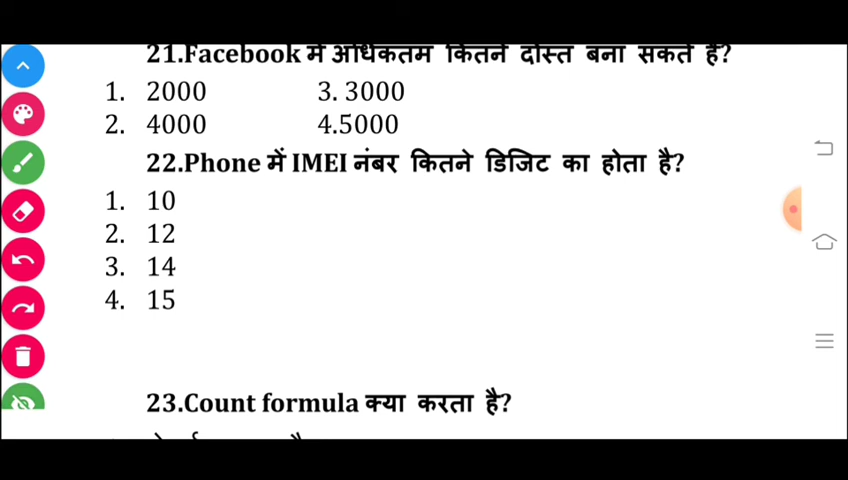 21.Facebook में अधिकतम कितने दोस्त बना सकते हैं?
1. 2000 3. 3000
2. 4000 4.5000
22.Phone में IMEI नंबर कितने डिजिट का होता है?
1. 10
2. 12
3. 14
4. 15
23.Count formula क्या करता है?